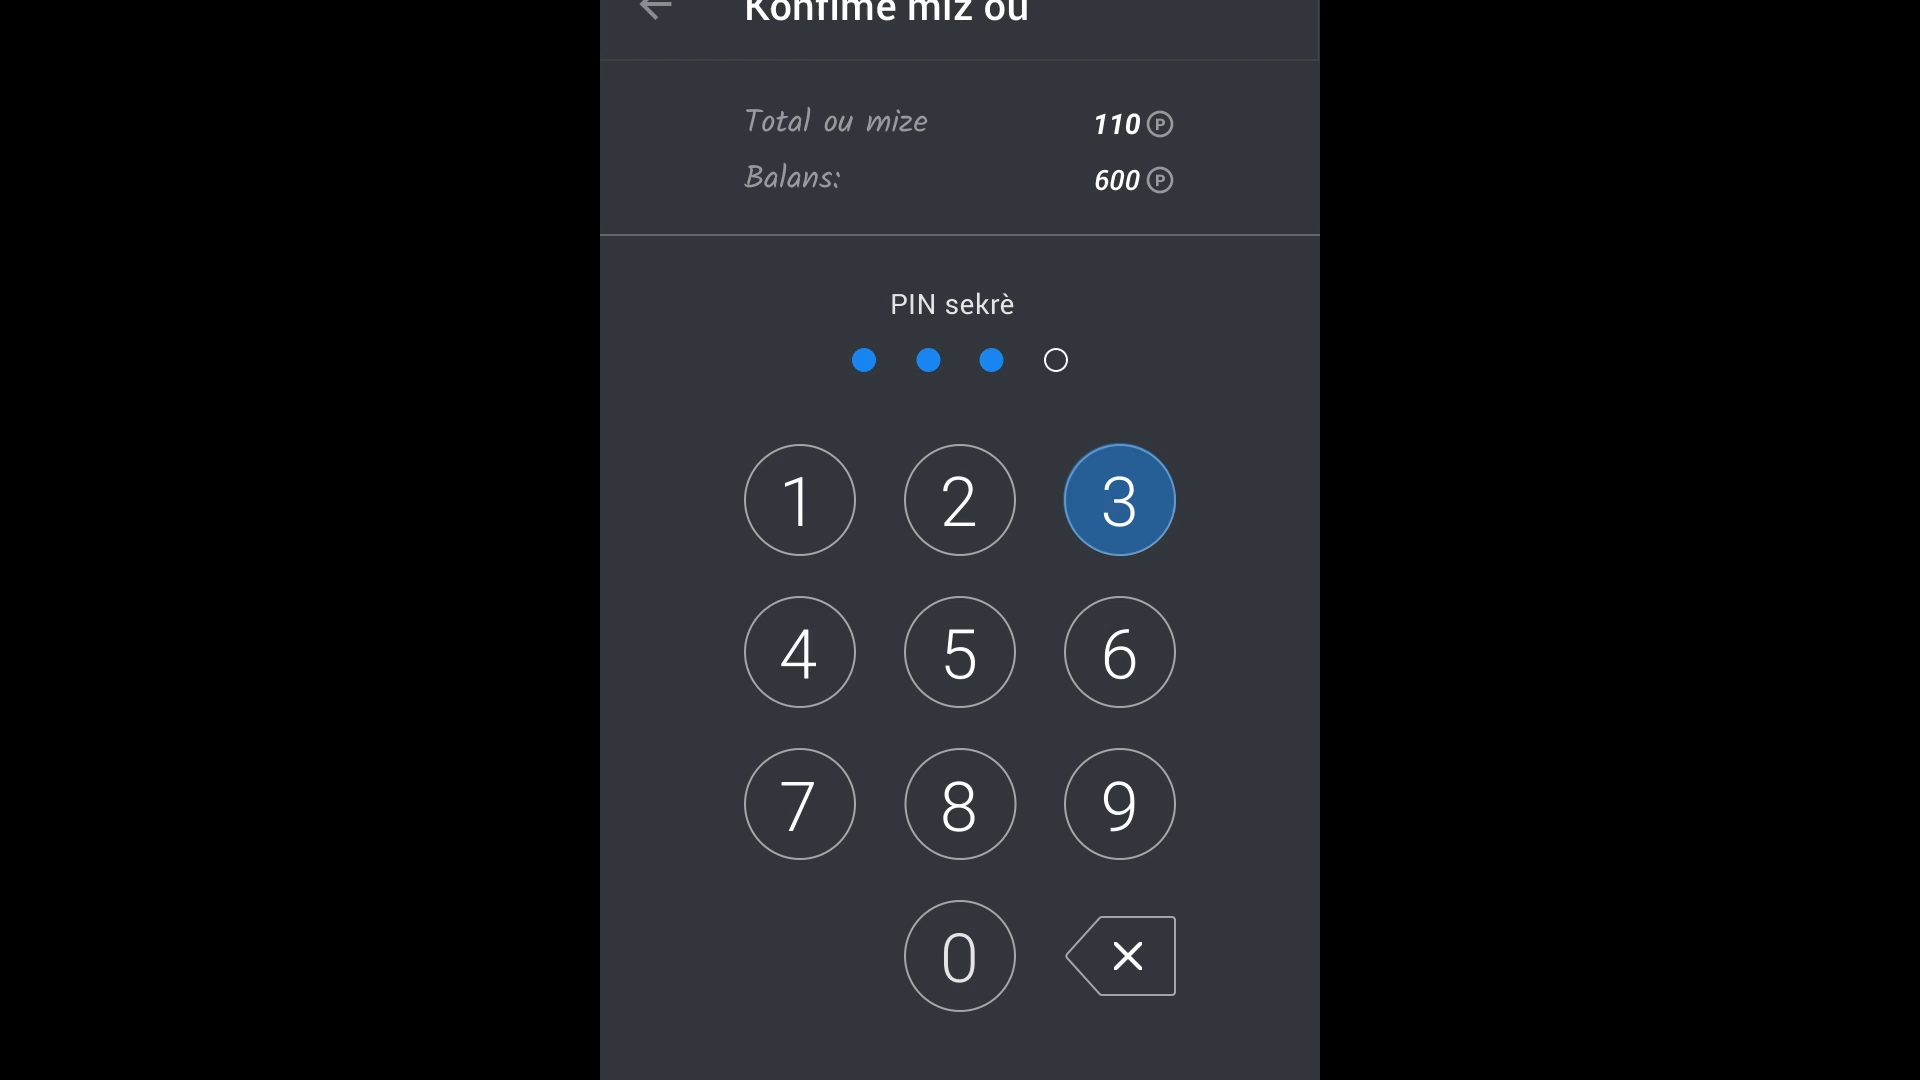 Konfime miz ou
Total ou mize 110 P
Balans: 600 P
PIN sekrè
1 2 3
4 5 6
7 8 9
0